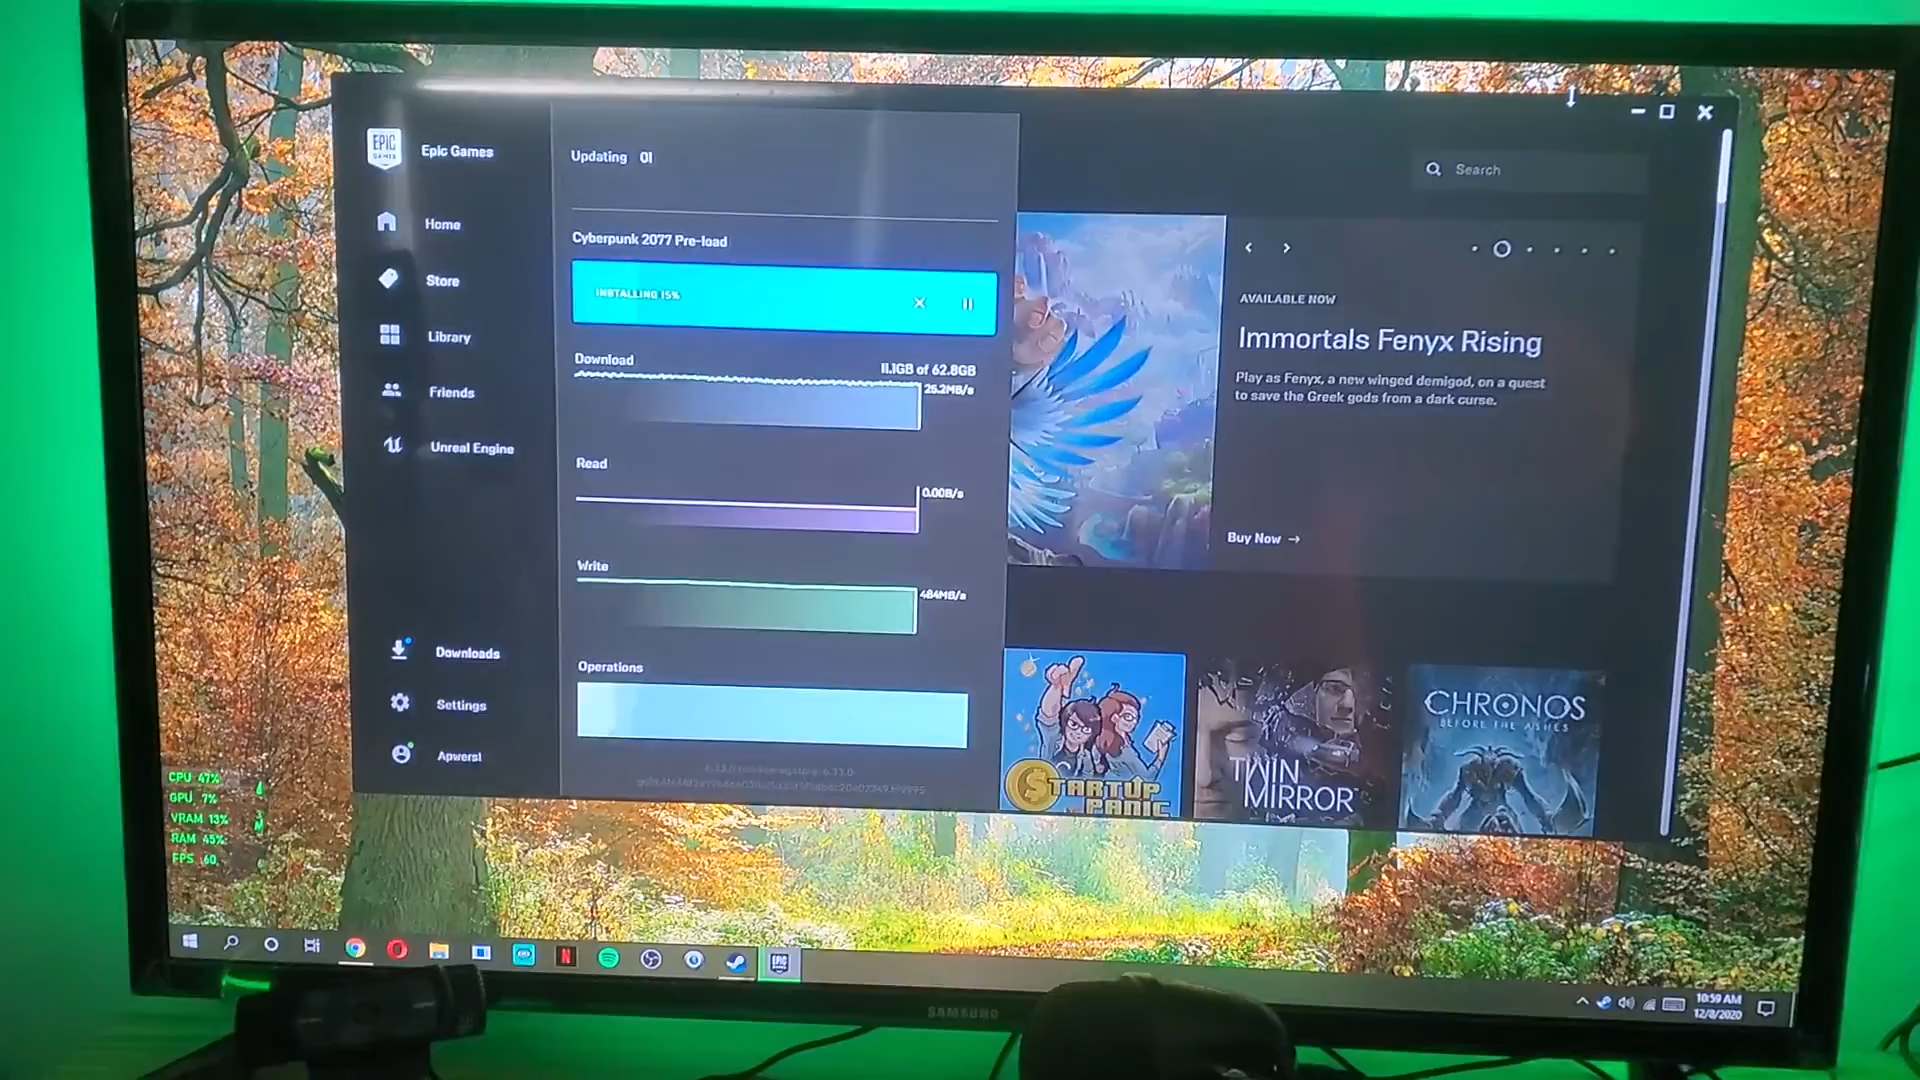 EPIC
GAMES
Epic Games
Home
Store
Library
Friends
Unreal Engine
Downloads
Settings
Apwersl
Updating 01
Cyberpunk 2077 Pre-load
INSTALLING 15%
Download
11.1GB of 62.8GB
25.2MB/s
Read
0.00B/s
Write
484MB/s
Operations
Search
AVAILABLE NOW
Immortals Fenyx Rising
Play as Fenyx, a new winged demigod, on a quest
to save the Greek gods from a dark curse.
Buy Now →
STARTUP
PANIC
TWIN
MIRROR
CHRONOS
BEFORE THE ASHES
CPU 47%
GPU 7%
VRAM 13%
RAM 45%
FPS 60
N
EPIC
GAMES
10:59 AM
12/8/2020
SAMSUNG